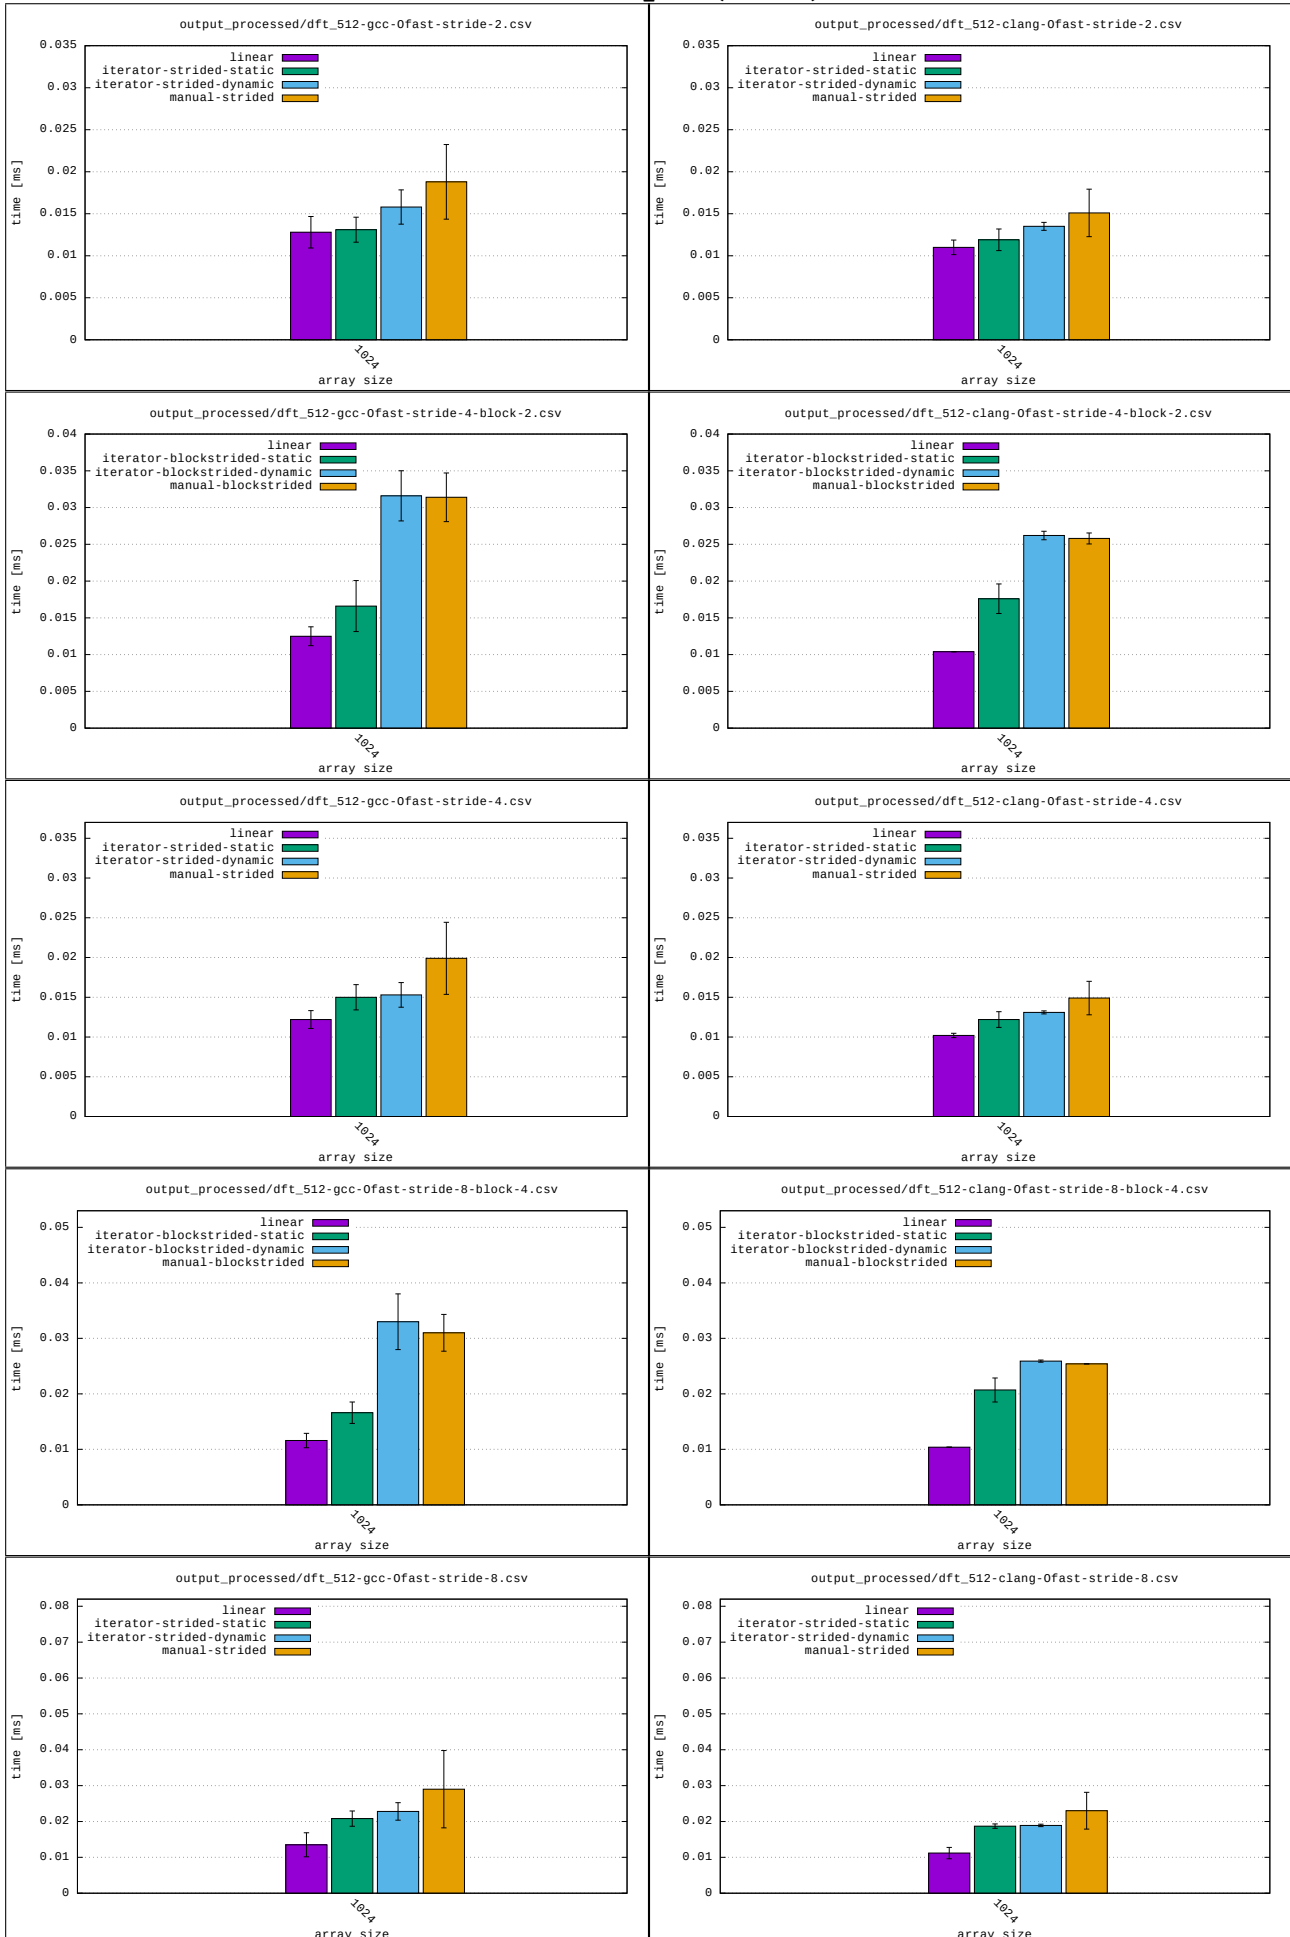 output_processed/dft_512-gcc-Ofast-stride-2.csv
0.035
0.03
0.025
0.02
0.015
0.01
0.005
0
time [ms]
linear
iterator-strided-static
iterator-strided-dynamic
manual-strided
1024
array size
output_processed/dft_512-clang-Ofast-stride-2.csv
0.035
0.03
0.025
0.02
0.015
0.01
0.005
0
time [ms]
linear
iterator-strided-static
iterator-strided-dynamic
manual-strided
1024
array size
output_processed/dft_512-gcc-Ofast-stride-4-block-2.csv
0.04
0.035
0.03
0.025
0.02
0.015
0.01
0.005
0
time [ms]
linear
iterator-blockstrided-static
iterator-blockstrided-dynamic
manual-blockstrided
1024
array size
output_processed/dft_512-clang-Ofast-stride-4-block-2.csv
0.04
0.035
0.03
0.025
0.02
0.015
0.01
0.005
0
time [ms]
linear
iterator-blockstrided-static
iterator-blockstrided-dynamic
manual-blockstrided
1024
array size
output_processed/dft_512-gcc-Ofast-stride-4.csv
0.035
0.03
0.025
0.02
0.015
0.01
0.005
0
time [ms]
linear
iterator-strided-static
iterator-strided-dynamic
manual-strided
1024
array size
output_processed/dft_512-clang-Ofast-stride-4.csv
0.035
0.03
0.025
0.02
0.015
0.01
0.005
0
time [ms]
linear
iterator-strided-static
iterator-strided-dynamic
manual-strided
1024
array size
output_processed/dft_512-gcc-Ofast-stride-8-block-4.csv
0.05
0.04
0.03
0.02
0.01
0
time [ms]
linear
iterator-blockstrided-static
iterator-blockstrided-dynamic
manual-blockstrided
1024
array size
output_processed/dft_512-clang-Ofast-stride-8-block-4.csv
0.05
0.04
0.03
0.02
0.01
0
time [ms]
linear
iterator-blockstrided-static
iterator-blockstrided-dynamic
manual-blockstrided
1024
array size
output_processed/dft_512-gcc-Ofast-stride-8.csv
0.08
0.07
0.06
0.05
0.04
0.03
0.02
0.01
0
time [ms]
linear
iterator-strided-static
iterator-strided-dynamic
manual-strided
1024
array size
output_processed/dft_512-clang-Ofast-stride-8.csv
0.08
0.07
0.06
0.05
0.04
0.03
0.02
0.01
0
time [ms]
linear
iterator-strided-static
iterator-strided-dynamic
manual-strided
1024
array size